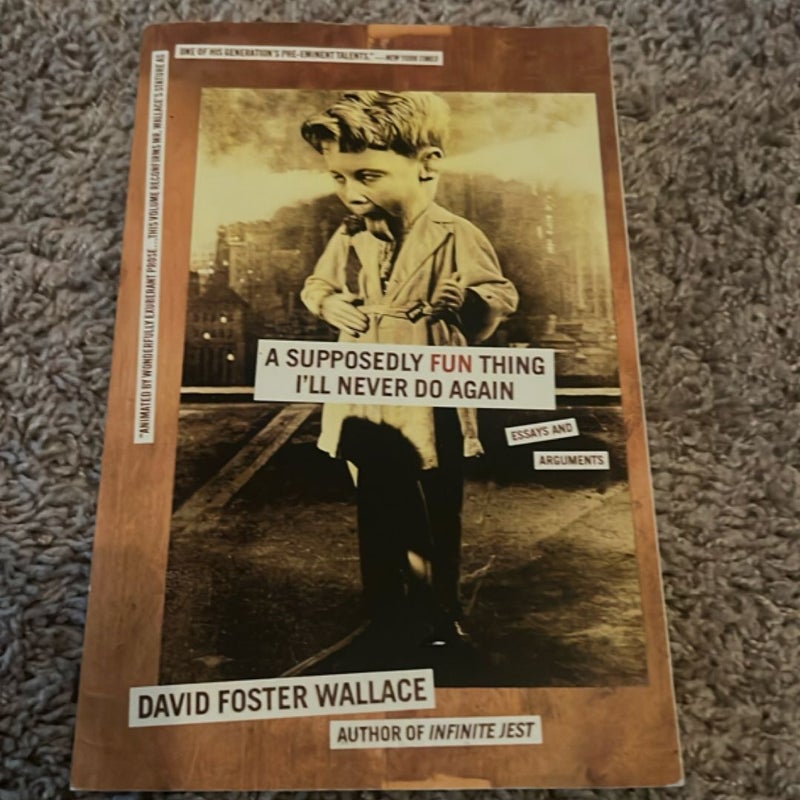 ONE OF HIS GENERATION'S PRE-EMINENT TALENTS." —NEW YORK TIMES
"ANIMATED BY WONDERFULLY EXUBERANT PROSE...THIS VOLUME RECONFIRMS MR. WALLACE'S STATURE AS
A SUPPOSEDLY FUN THING
I'LL NEVER DO AGAIN
ESSAYS AND
ARGUMENTS
DAVID FOSTER WALLACE
AUTHOR OF INFINITE JEST